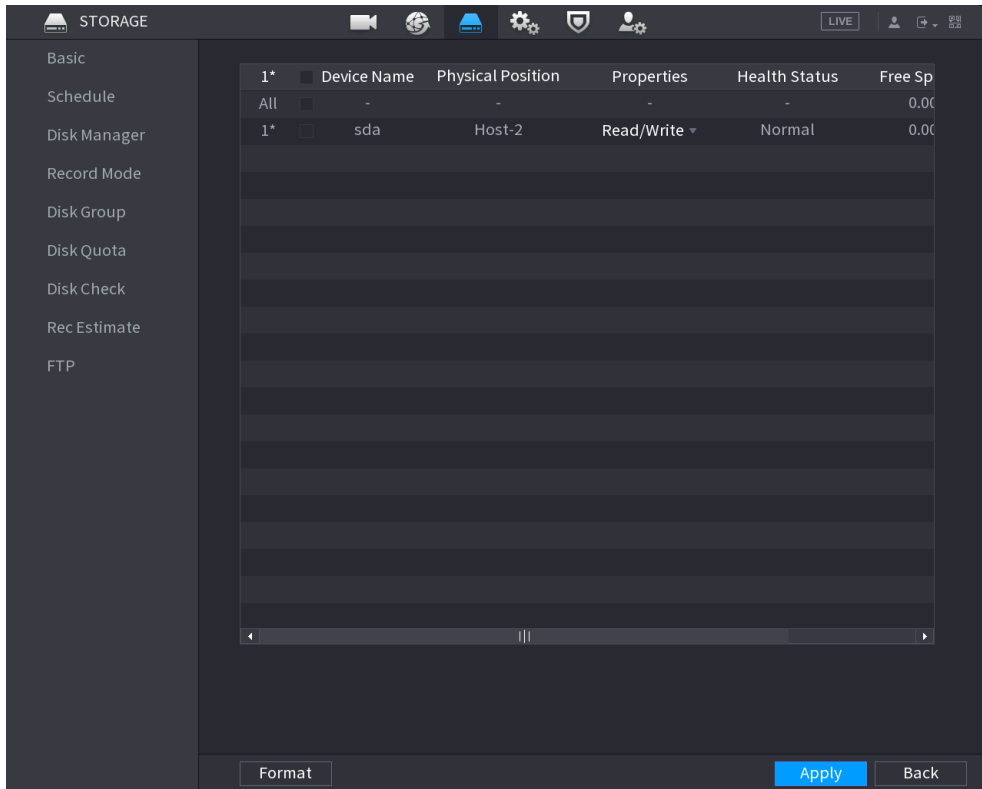 STORAGE LIVE
Basic
Schedule
Disk Manager
Record Mode
Disk Group
Disk Quota
Disk Check
Rec Estimate
FTP
1* Device Name Physical Position Properties Health Status Free Sp
All - - - - 0.00
1* sda Host-2 Read/Write Normal 0.00
Format Apply Back